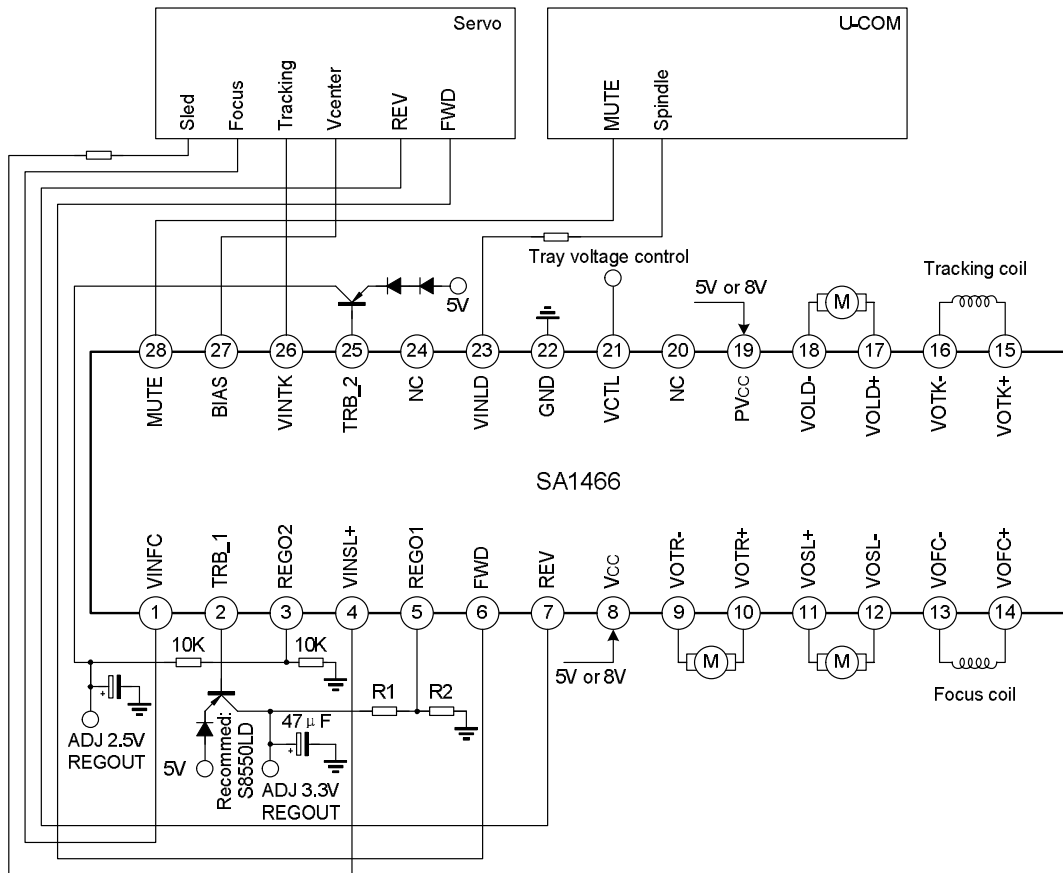 Servo
U-COM
Sled
Focus
Tracking
Vcenter
REV
FWD
MUTE
Spindle
Tray voltage control
5V
5V or 8V
Tracking coil
M
28
27
26
25
24
23
22
21
20
19
18
17
16
15
MUTE
BIAS
VINTK
TRB_2
NC
VINLD
GND
VCTL
NC
PVCC
VOLD-
VOLD+
VOTK-
VOTK+
SA1466
VINFC
TRB_1
REGO2
VINSL+
REGO1
FWD
REV
VCC
VOTR-
VOTR+
VOSL+
VOSL-
VOFC-
VOFC+
1
2
3
4
5
6
7
8
9
10
11
12
13
14
10K
10K
M
M
5V or 8V
Focus coil
R1
R2
47μF
Recommed:
S8550LD
ADJ 2.5V
REGOUT
5V
ADJ 3.3V
REGOUT